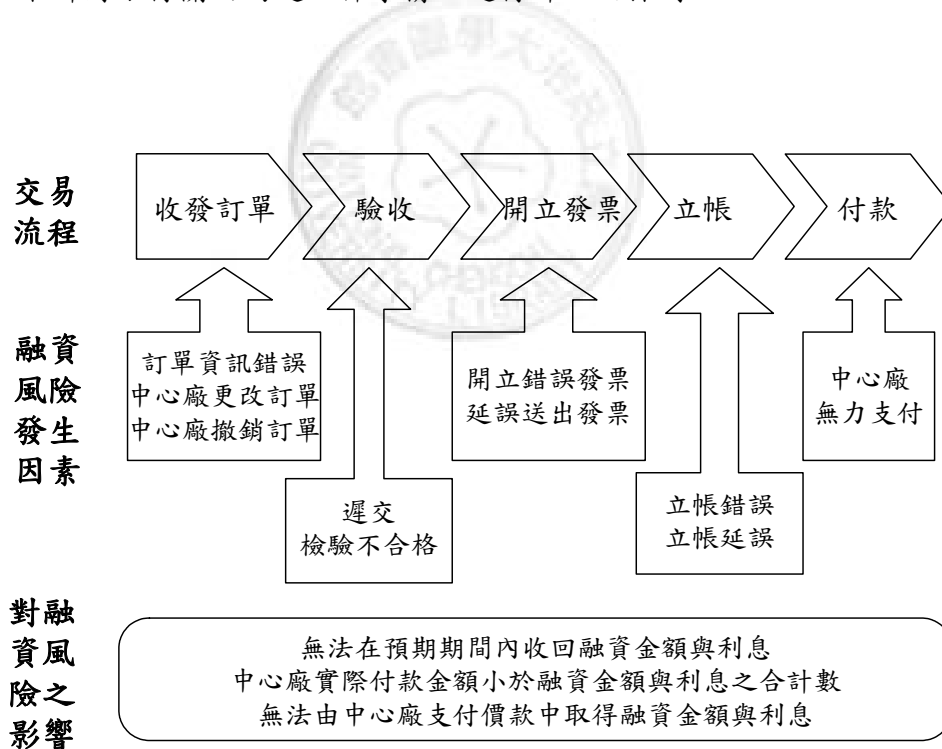 交易
流程
收發訂單
驗收
開立發票
立帳
付款
融資
風險
發生
因素
訂單資訊錯誤
中心廠更改訂單
中心廠撤銷訂單
遲交
檢驗不合格
開立錯誤發票
延誤送出發票
立帳錯誤
立帳延誤
中心廠
無力支付
對融
資風
險之
影響
無法在預期期間內收回融資金額與利息
中心廠實際付款金額小於融資金額與利息之合計數
無法由中心廠支付價款中取得融資金額與利息